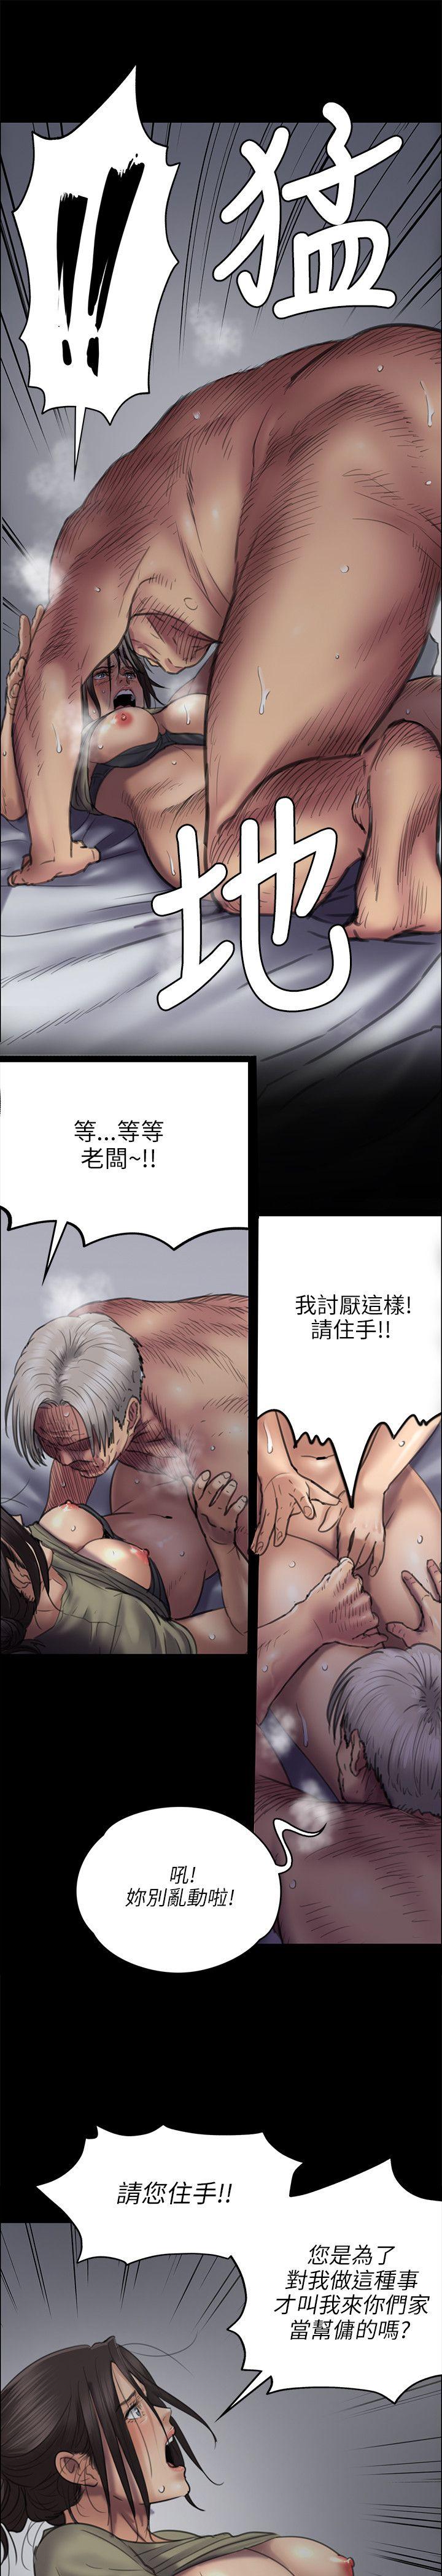 !!
猛
地
等...等等
老闆~!!
我討厭這樣!
請住手!!
吼!
妳別亂動啦!
請您住手!!
您是為了
對我做這種事
才叫我來你們家
當幫傭的嗎?